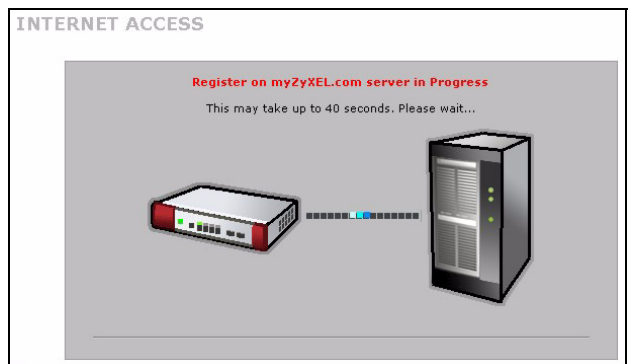 INTERNET ACCESS
Register on myZyXEL.com server in Progress
This may take up to 40 seconds. Please wait...